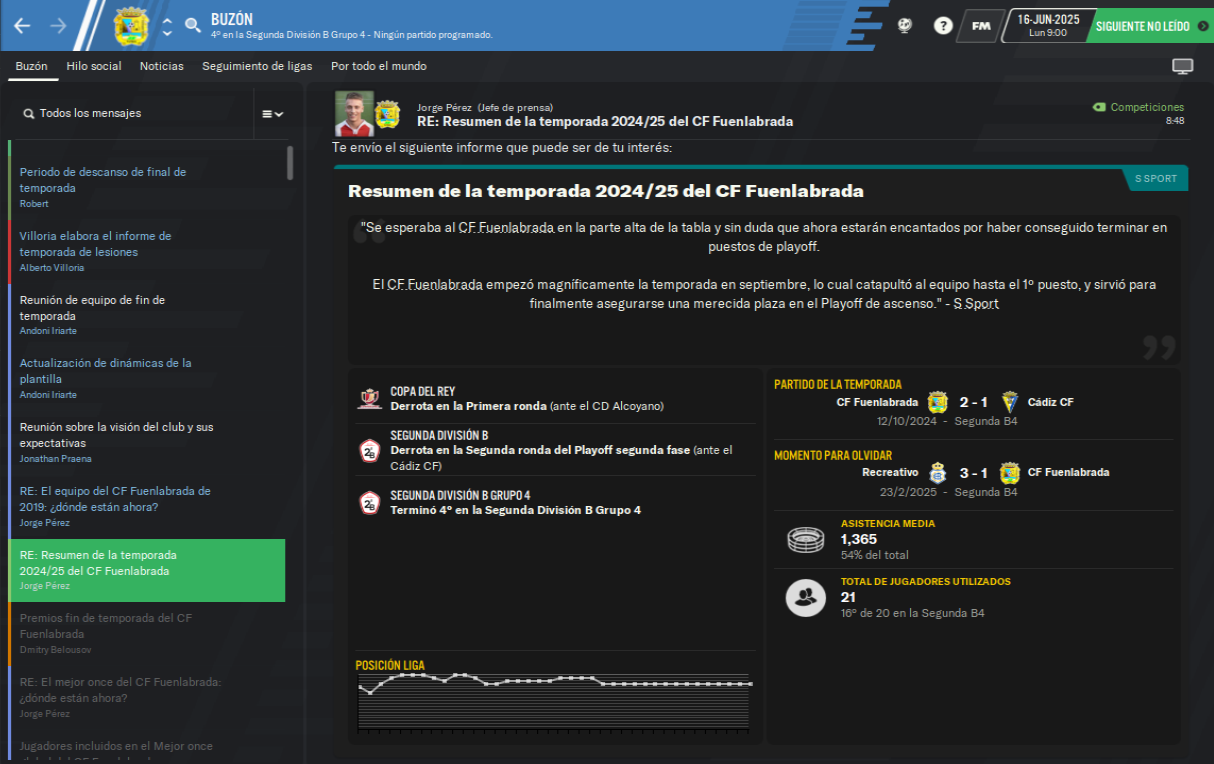 BUZÓN
4º en la Segunda División B Grupo 4 - Ningún partido programado.
FM
16-JUN-2025
Lun 9:00
SIGUIENTE NO LEÍDO
Buzón
Hilo social
Noticias
Seguimiento de ligas
Por todo el mundo
Todos los mensajes
Periodo de descanso de final de
temporada
Robert
Villoria elabora el informe de
temporada de lesiones
Alberto Villoria
Reunión de equipo de fin de
temporada
Andoni Iriarte
Actualización de dinámicas de la
plantilla
Andoni Iriarte
Reunión sobre la visión del club y sus
expectativas
Jonathan Praena
RE: El equipo del CF Fuenlabrada de
2019: ¿dónde están ahora?
Jorge Pérez
RE: Resumen de la temporada
2024/25 del CF Fuenlabrada
Jorge Pérez
Premios fin de temporada del CF
Fuenlabrada
Dmitry Belousov
RE: El mejor once del CF Fuenlabrada:
¿dónde están ahora?
Jorge Pérez
Jugadores incluidos en el Mejor once
Jorge Pérez (Jefe de prensa)
RE: Resumen de la temporada 2024/25 del CF Fuenlabrada
Competiciones
8:48
Te envío el siguiente informe que puede ser de tu interés:
S SPORT
Resumen de la temporada 2024/25 del CF Fuenlabrada
"Se esperaba al CF Fuenlabrada en la parte alta de la tabla y sin duda que ahora estarán encantados por haber conseguido terminar en
puestos de playoff.
El CF Fuenlabrada empezó magníficamente la temporada en septiembre, lo cual catapultó al equipo hasta el 1º puesto, y sirvió para
finalmente asegurarse una merecida plaza en el Playoff de ascenso." - S Sport
COPA DEL REY
Derrota en la Primera ronda (ante el CD Alcoyano)
SEGUNDA DIVISIÓN B
Derrota en la Segunda ronda del Playoff segunda fase (ante el
Cádiz CF)
SEGUNDA DIVISIÓN B GRUPO 4
Terminó 4º en la Segunda División B Grupo 4
POSICIÓN LIGA
PARTIDO DE LA TEMPORADA
CF Fuenlabrada 2 - 1 Cádiz CF
12/10/2024 - Segunda B4
MOMENTO PARA OLVIDAR
Recreativo 3 - 1 CF Fuenlabrada
23/2/2025 - Segunda B4
ASISTENCIA MEDIA
1,365
54% del total
TOTAL DE JUGADORES UTILIZADOS
21
16º de 20 en la Segunda B4